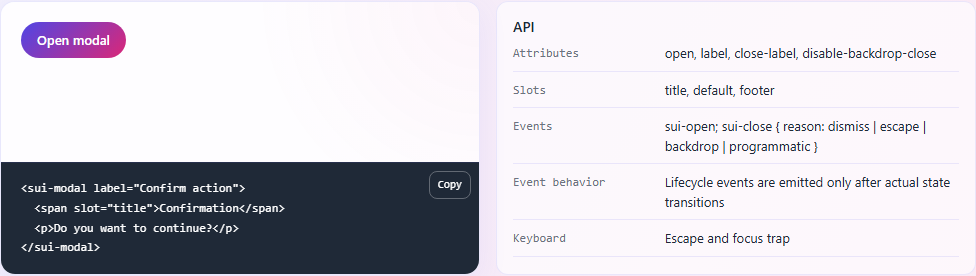 Open modal
Copy
<sui-modal label="Confirm action">
  <span slot="title">Confirmation</span>
  <p>Do you want to continue?</p>
</sui-modal>
API
Attributes open, label, close-label, disable-backdrop-close
Slots title, default, footer
Events sui-open; sui-close { reason: dismiss | escape |
backdrop | programmatic }
Event behavior Lifecycle events are emitted only after actual state
transitions
Keyboard Escape and focus trap